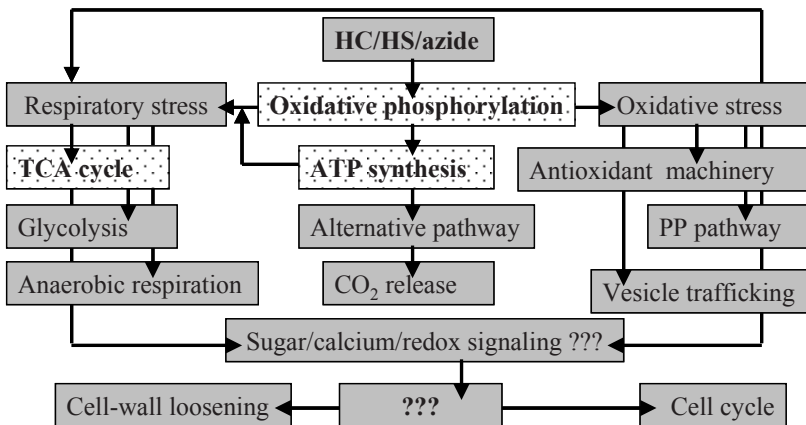 HC/HS/azide
Respiratory stress
Oxidative phosphorylation
Oxidative stress
TCA cycle
ATP synthesis
Antioxidant machinery
Glycolysis
Alternative pathway
PP pathway
Anaerobic respiration
CO₂ release
Vesicle trafficking
Sugar/calcium/redox signaling ???
Cell-wall loosening
???
Cell cycle